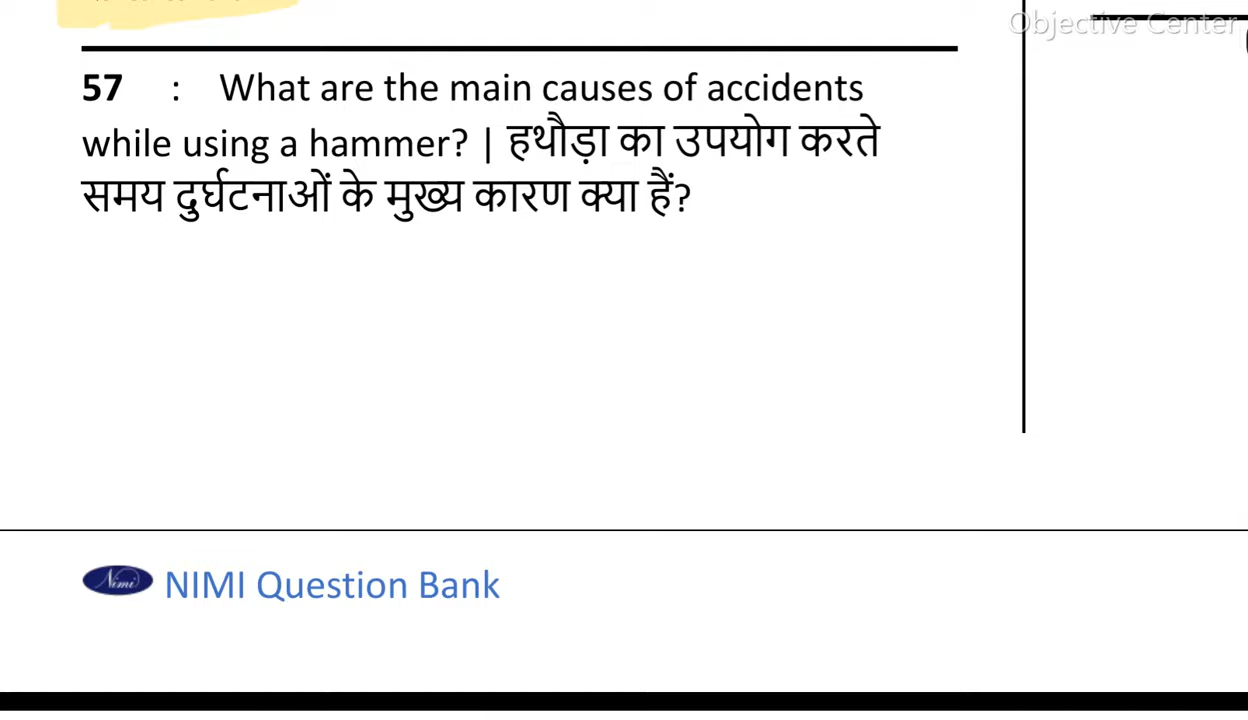 Objective Center
57 : What are the main causes of accidents
while using a hammer? | हथौड़ा का उपयोग करते
समय दुर्घटनाओं के मुख्य कारण क्या हैं?
Nimi NIMI Question Bank